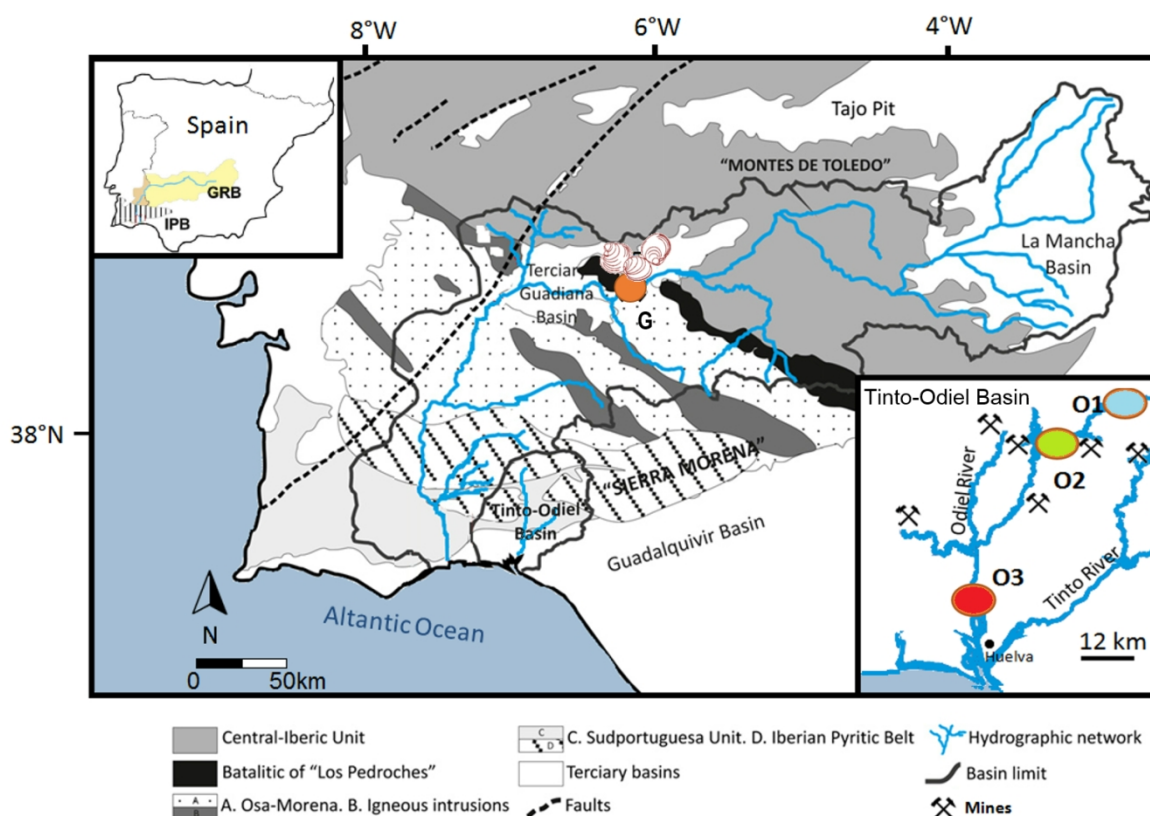 8°W
6°W
4°W
38°N
Spain
GRB
IPB
Tajo Pit
"MONTES DE TOLEDO"
La Mancha
Basin
Terciary
Guadiana
Basin
G
"SIERRA MORENA"
Tinto-Odiel
Basin
Guadalquivir Basin
Altantic Ocean
N
0
50km
Tinto-Odiel Basin
O1
O2
Odiel River
O3
Tinto River
Huelva
12 km
Central-Iberic Unit
Batalitic of "Los Pedroches"
A
B
A. Osa-Morena. B. Igneous intrusions
C
D
C. Sudportuguesa Unit. D. Iberian Pyritic Belt
Terciary basins
Faults
Hydrographic network
Basin limit
Mines